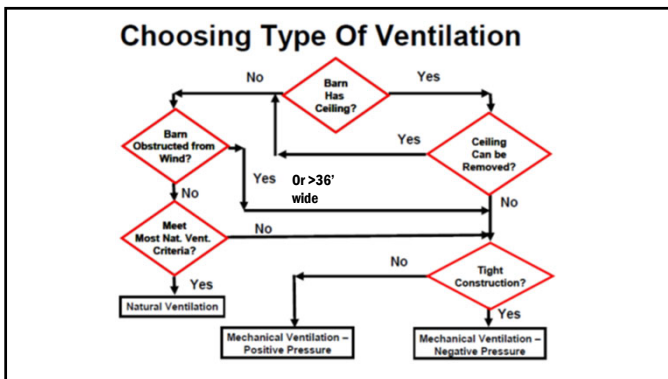 Choosing Type Of Ventilation
No
Barn
Has
Ceiling?
Yes
Barn
Obstructed from
Wind?
Yes
Ceiling
Can be
Removed?
Yes
Or >36'
wide
No
No
Meet
Most Nat. Vent.
Criteria?
No
No
Tight
Construction?
Yes
Yes
Natural Ventilation
Mechanical Ventilation –
Positive Pressure
Mechanical Ventilation –
Negative Pressure